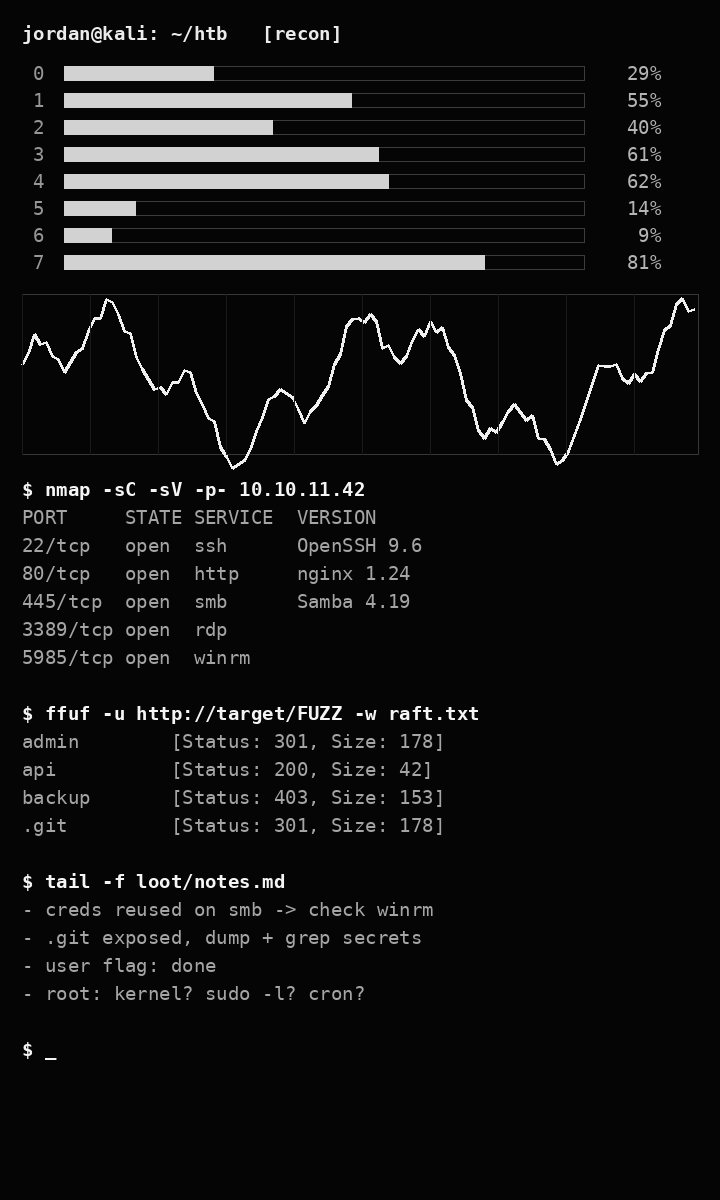 jordan@kali: ~/htb   [recon]
0 29%
1 55%
2 40%
3 61%
4 62%
5 14%
6 9%
7 81%
$ nmap -sC -sV -p- 10.10.11.42
PORT     STATE SERVICE  VERSION
22/tcp   open  ssh      OpenSSH 9.6
80/tcp   open  http     nginx 1.24
445/tcp  open  smb      Samba 4.19
3389/tcp open  rdp
5985/tcp open  winrm
$ ffuf -u http://target/FUZZ -w raft.txt
admin        [Status: 301, Size: 178]
api          [Status: 200, Size: 42]
backup       [Status: 403, Size: 153]
.git         [Status: 301, Size: 178]
$ tail -f loot/notes.md
- creds reused on smb -> check winrm
- .git exposed, dump + grep secrets
- user flag: done
- root: kernel? sudo -l? cron?
$ _